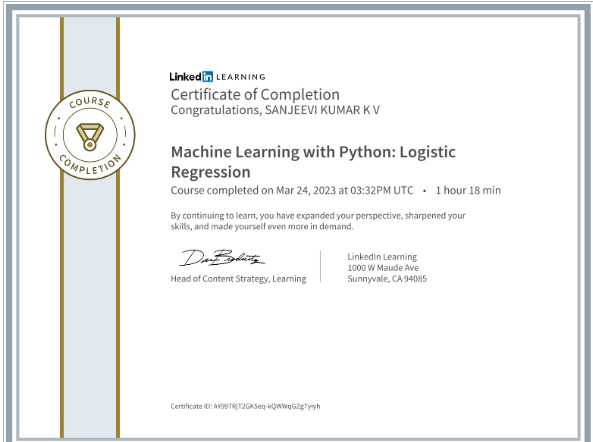 COURSE
COMPLETION
LinkedIn LEARNING
Certificate of Completion
Congratulations, SANJEEVI KUMAR K V
Machine Learning with Python: Logistic
Regression
Course completed on Mar 24, 2023 at 03:32PM UTC • 1 hour 18 min
By continuing to learn, you have expanded your perspective, sharpened your
skills, and made yourself even more in demand.
Head of Content Strategy, Learning
LinkedIn Learning
1000 W Maude Ave
Sunnyvale, CA 94085
Certificate ID: AY997RjT2GKSeq-kQWWqGZgTyiyh